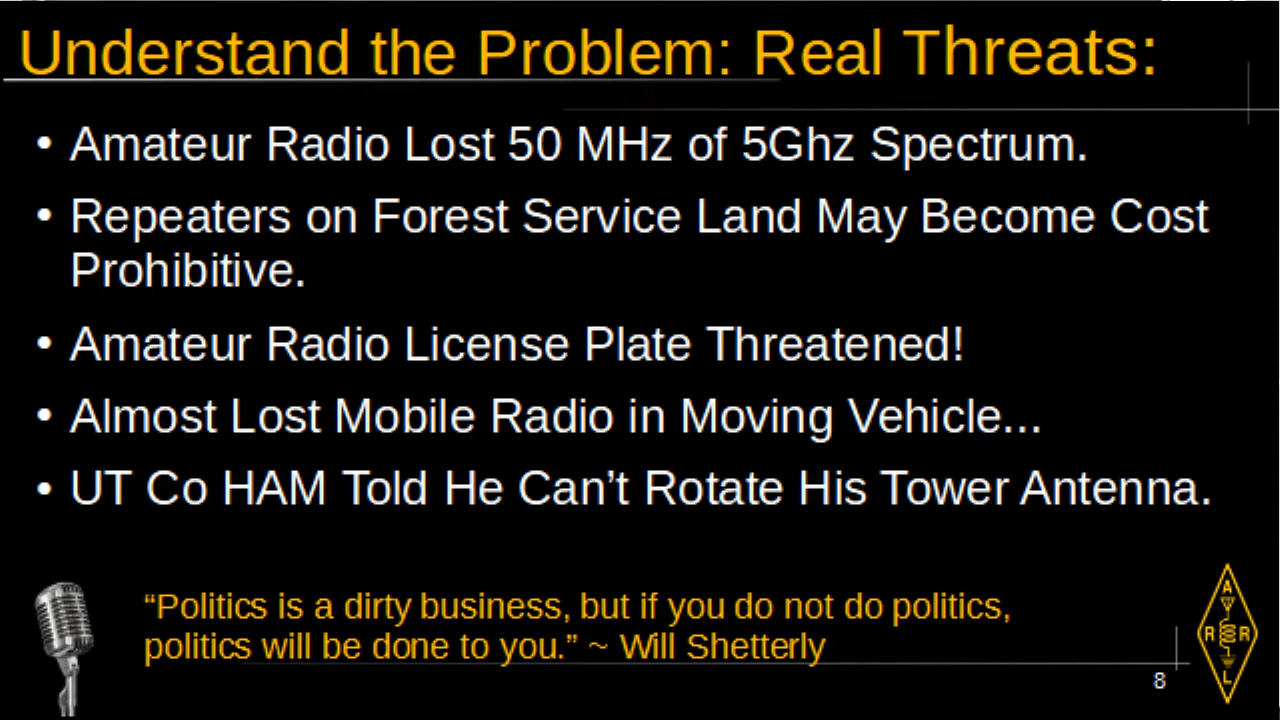 Understand the Problem: Real Threats:
• Amateur Radio Lost 50 MHz of 5Ghz Spectrum.
• Repeaters on Forest Service Land May Become Cost
Prohibitive.
• Amateur Radio License Plate Threatened!
• Almost Lost Mobile Radio in Moving Vehicle...
• UT Co HAM Told He Can’t Rotate His Tower Antenna.
“Politics is a dirty business, but if you do not do politics,
politics will be done to you.” ~ Will Shetterly
8
A
R R
L